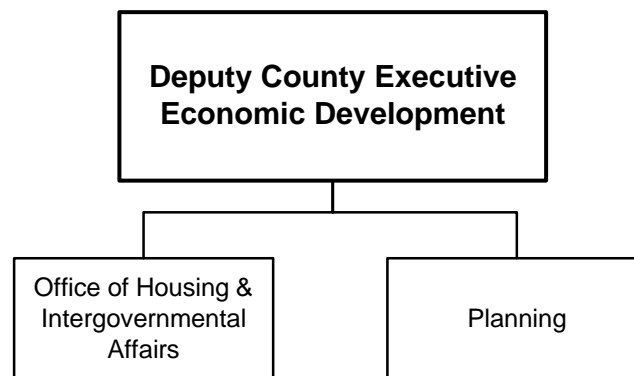 Deputy County Executive
Economic Development
Office of Housing &
Intergovernmental
Affairs
Planning